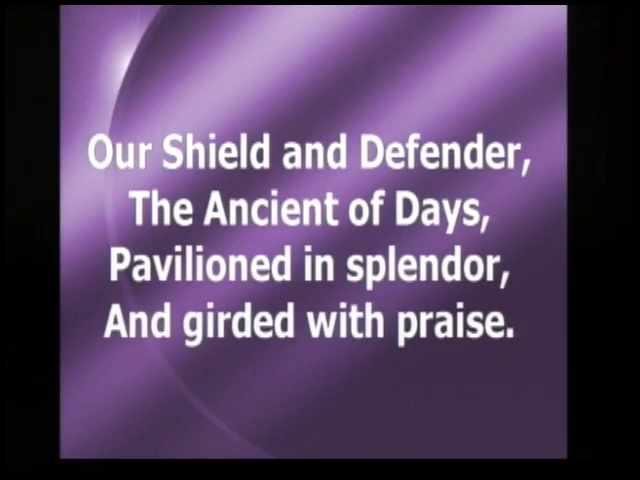 Our Shield and Defender,
The Ancient of Days,
Pavilioned in splendor,
And girded with praise.